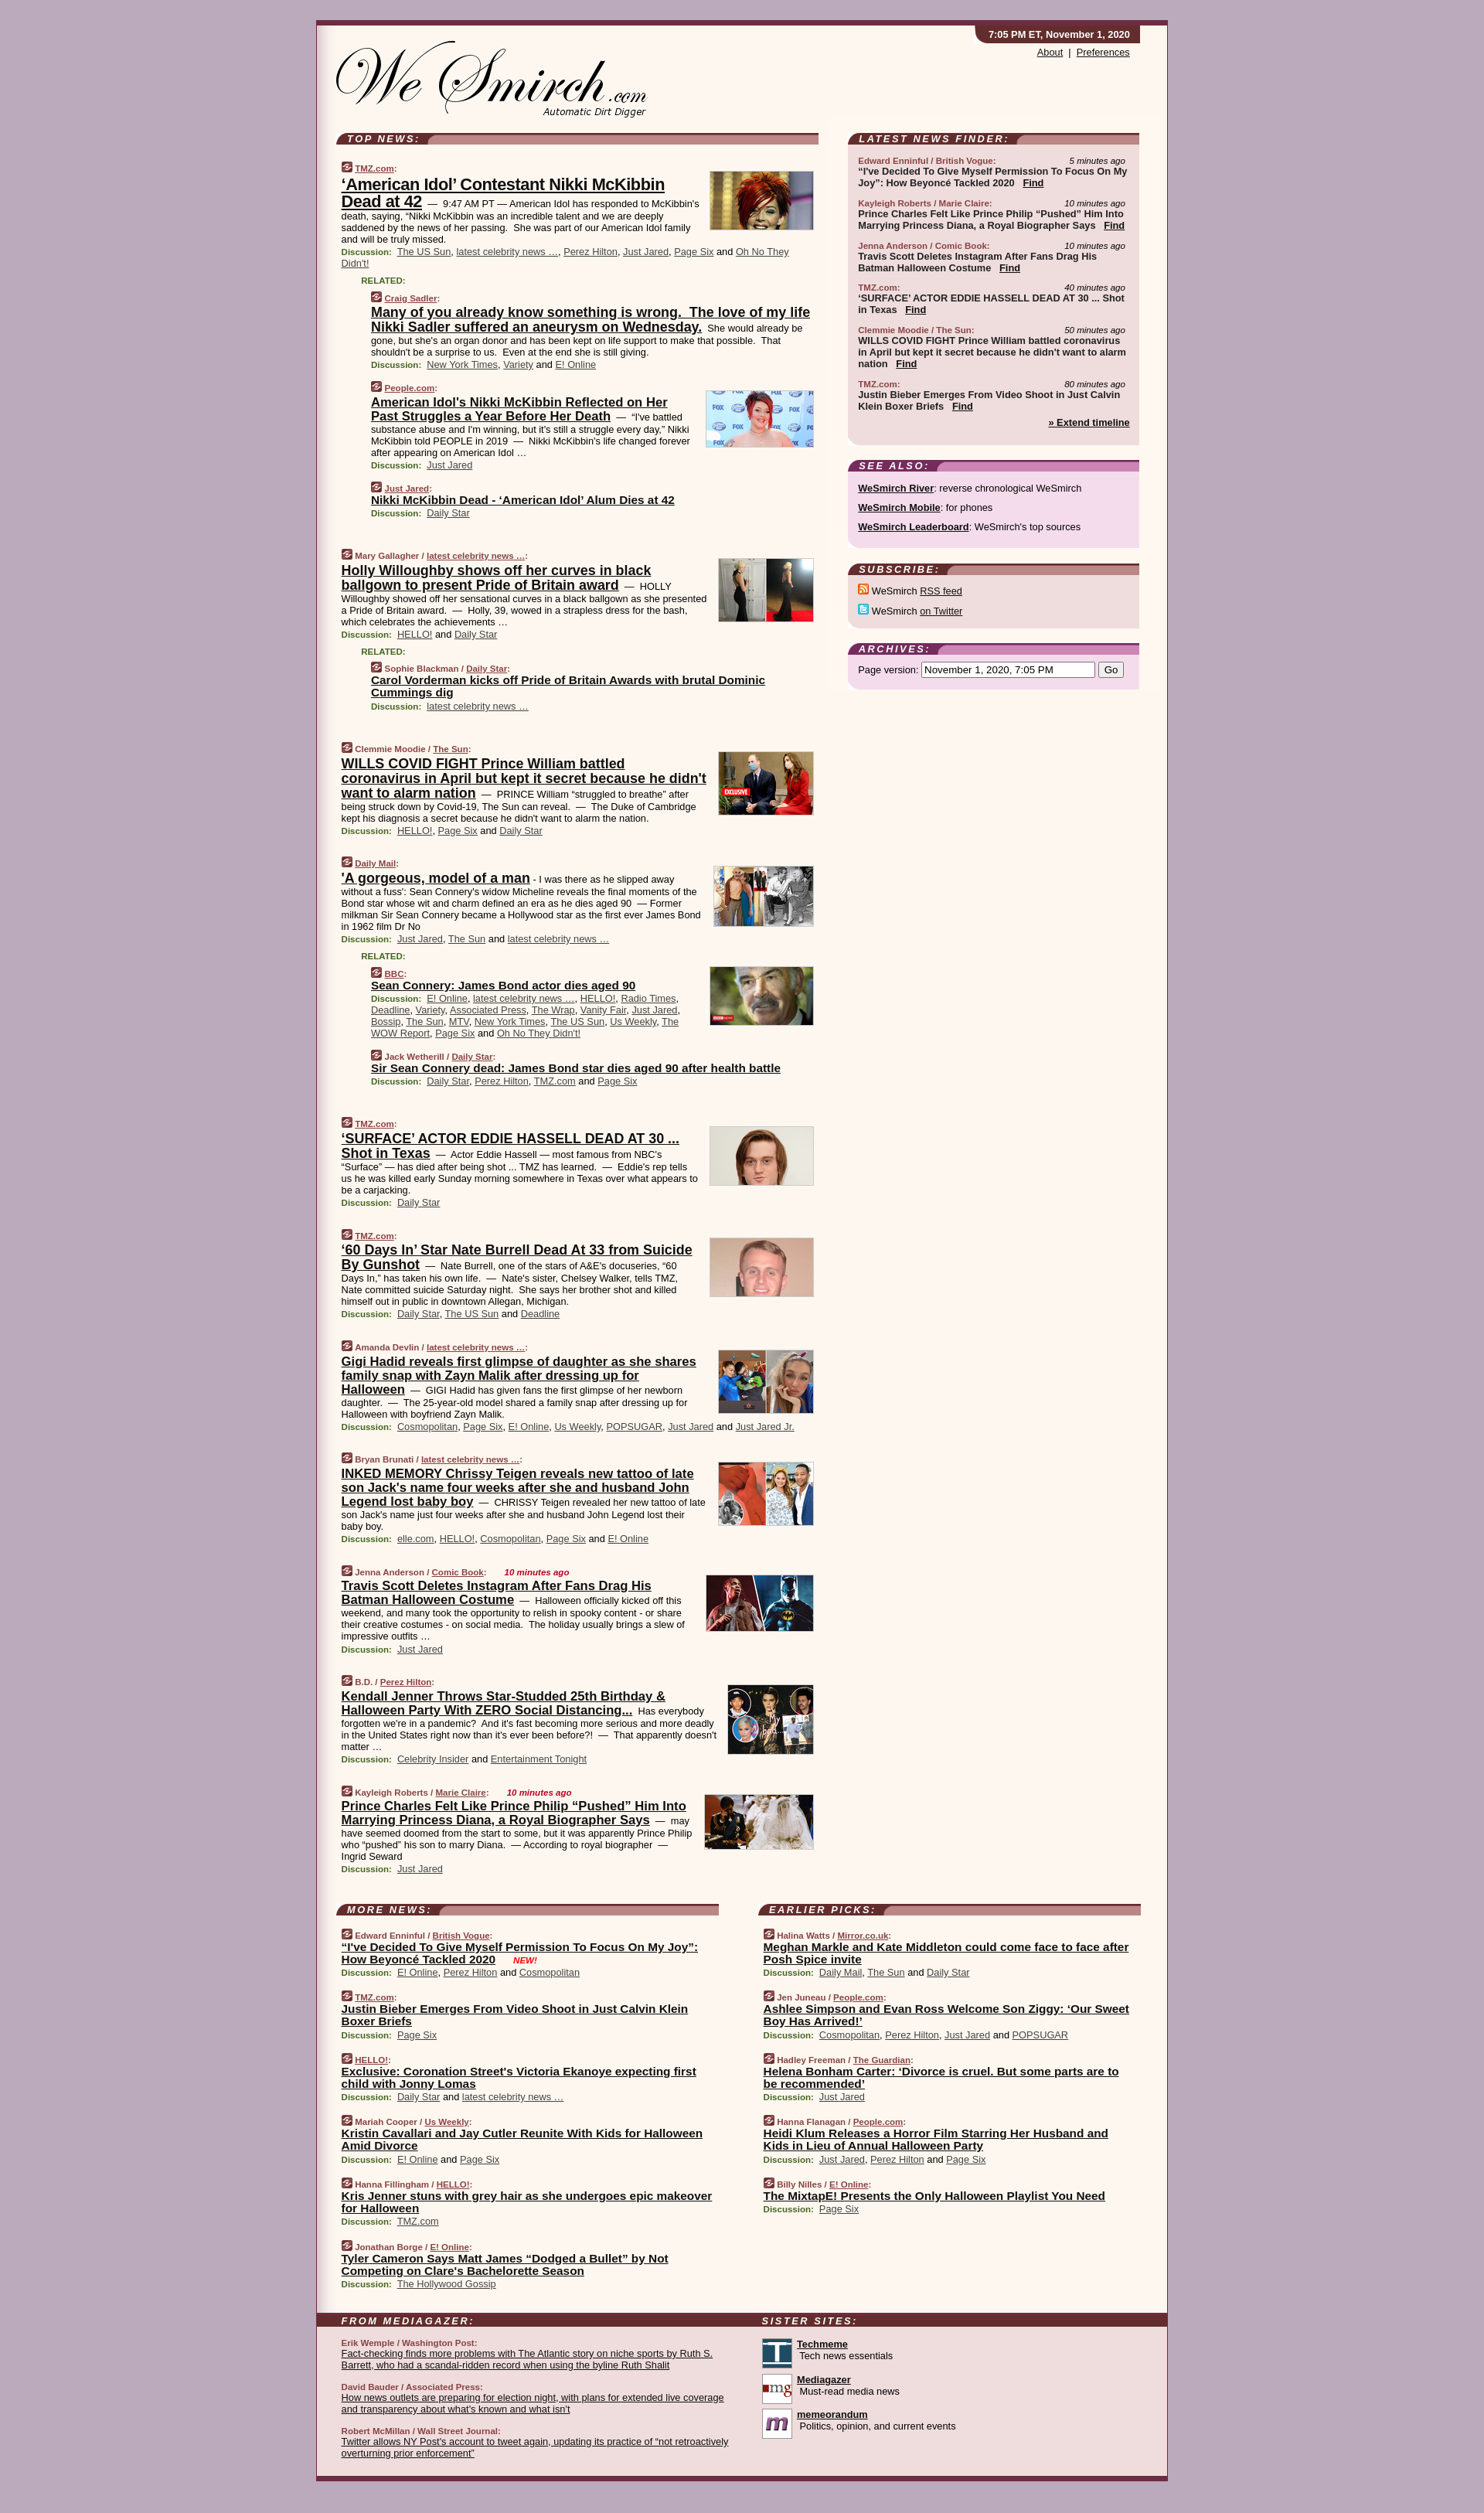 7:05 PM ET, November 1, 2020
About | Preferences
We Smirch .com
Automatic Dirt Digger
TOP NEWS:
TMZ.com:
‘American Idol’ Contestant Nikki McKibbin
Dead at 42 — 9:47 AM PT — American Idol has responded to McKibbin's
death, saying, “Nikki McKibbin was an incredible talent and we are deeply
saddened by the news of her passing. She was part of our American Idol family
and will be truly missed.
Discussion: The US Sun, latest celebrity news …, Perez Hilton, Just Jared, Page Six and Oh No They
Didn't!
RELATED:
Craig Sadler:
Many of you already know something is wrong. The love of my life
Nikki Sadler suffered an aneurysm on Wednesday. She would already be
gone, but she's an organ donor and has been kept on life support to make that possible. That
shouldn't be a surprise to us. Even at the end she is still giving.
Discussion: New York Times, Variety and E! Online
People.com:
American Idol's Nikki McKibbin Reflected on Her
Past Struggles a Year Before Her Death — “I've battled
substance abuse and I'm winning, but it's still a struggle every day,” Nikki
McKibbin told PEOPLE in 2019 — Nikki McKibbin's life changed forever
after appearing on American Idol …
Discussion: Just Jared
Just Jared:
Nikki McKibbin Dead - ‘American Idol’ Alum Dies at 42
Discussion: Daily Star
Mary Gallagher / latest celebrity news …:
Holly Willoughby shows off her curves in black
ballgown to present Pride of Britain award — HOLLY
Willoughby showed off her sensational curves in a black ballgown as she presented
a Pride of Britain award. — Holly, 39, wowed in a strapless dress for the bash,
which celebrates the achievements …
Discussion: HELLO! and Daily Star
RELATED:
Sophie Blackman / Daily Star:
Carol Vorderman kicks off Pride of Britain Awards with brutal Dominic
Cummings dig
Discussion: latest celebrity news …
Clemmie Moodie / The Sun:
WILLS COVID FIGHT Prince William battled
coronavirus in April but kept it secret because he didn't
want to alarm nation — PRINCE William “struggled to breathe” after
being struck down by Covid-19, The Sun can reveal. — The Duke of Cambridge
kept his diagnosis a secret because he didn't want to alarm the nation.
Discussion: HELLO!, Page Six and Daily Star
EXCLUSIVE
Daily Mail:
'A gorgeous, model of a man - I was there as he slipped away
without a fuss': Sean Connery's widow Micheline reveals the final moments of the
Bond star whose wit and charm defined an era as he dies aged 90 — Former
milkman Sir Sean Connery became a Hollywood star as the first ever James Bond
in 1962 film Dr No
Discussion: Just Jared, The Sun and latest celebrity news …
RELATED:
BBC:
Sean Connery: James Bond actor dies aged 90
Discussion: E! Online, latest celebrity news …, HELLO!, Radio Times,
Deadline, Variety, Associated Press, The Wrap, Vanity Fair, Just Jared,
Bossip, The Sun, MTV, New York Times, The US Sun, Us Weekly, The
WOW Report, Page Six and Oh No They Didn't!
Jack Wetherill / Daily Star:
Sir Sean Connery dead: James Bond star dies aged 90 after health battle
Discussion: Daily Star, Perez Hilton, TMZ.com and Page Six
TMZ.com:
‘SURFACE’ ACTOR EDDIE HASSELL DEAD AT 30 ...
Shot in Texas — Actor Eddie Hassell — most famous from NBC's
“Surface” — has died after being shot ... TMZ has learned. — Eddie's rep tells
us he was killed early Sunday morning somewhere in Texas over what appears to
be a carjacking.
Discussion: Daily Star
TMZ.com:
‘60 Days In’ Star Nate Burrell Dead At 33 from Suicide
By Gunshot — Nate Burrell, one of the stars of A&E's docuseries, “60
Days In,” has taken his own life. — Nate's sister, Chelsey Walker, tells TMZ,
Nate committed suicide Saturday night. She says her brother shot and killed
himself out in public in downtown Allegan, Michigan.
Discussion: Daily Star, The US Sun and Deadline
Amanda Devlin / latest celebrity news …:
Gigi Hadid reveals first glimpse of daughter as she shares
family snap with Zayn Malik after dressing up for
Halloween — GIGI Hadid has given fans the first glimpse of her newborn
daughter. — The 25-year-old model shared a family snap after dressing up for
Halloween with boyfriend Zayn Malik.
Discussion: Cosmopolitan, Page Six, E! Online, Us Weekly, POPSUGAR, Just Jared and Just Jared Jr.
Bryan Brunati / latest celebrity news …:
INKED MEMORY Chrissy Teigen reveals new tattoo of late
son Jack's name four weeks after she and husband John
Legend lost baby boy — CHRISSY Teigen revealed her new tattoo of late
son Jack's name just four weeks after she and husband John Legend lost their
baby boy.
Discussion: elle.com, HELLO!, Cosmopolitan, Page Six and E! Online
Jenna Anderson / Comic Book: 10 minutes ago
Travis Scott Deletes Instagram After Fans Drag His
Batman Halloween Costume — Halloween officially kicked off this
weekend, and many took the opportunity to relish in spooky content - or share
their creative costumes - on social media. The holiday usually brings a slew of
impressive outfits …
Discussion: Just Jared
B.D. / Perez Hilton:
Kendall Jenner Throws Star-Studded 25th Birthday &
Halloween Party With ZERO Social Distancing... Has everybody
forgotten we're in a pandemic? And it's fast becoming more serious and more deadly
in the United States right now than it's ever been before?! — That apparently doesn't
matter …
Discussion: Celebrity Insider and Entertainment Tonight
Kayleigh Roberts / Marie Claire: 10 minutes ago
Prince Charles Felt Like Prince Philip “Pushed” Him Into
Marrying Princess Diana, a Royal Biographer Says — may
have seemed doomed from the start to some, but it was apparently Prince Philip
who “pushed” his son to marry Diana. — According to royal biographer —
Ingrid Seward
Discussion: Just Jared
LATEST NEWS FINDER:
Edward Enninful / British Vogue: 5 minutes ago
“I've Decided To Give Myself Permission To Focus On My
Joy”: How Beyoncé Tackled 2020 Find
Kayleigh Roberts / Marie Claire: 10 minutes ago
Prince Charles Felt Like Prince Philip “Pushed” Him Into
Marrying Princess Diana, a Royal Biographer Says Find
Jenna Anderson / Comic Book: 10 minutes ago
Travis Scott Deletes Instagram After Fans Drag His
Batman Halloween Costume Find
TMZ.com: 40 minutes ago
‘SURFACE’ ACTOR EDDIE HASSELL DEAD AT 30 ... Shot
in Texas Find
Clemmie Moodie / The Sun: 50 minutes ago
WILLS COVID FIGHT Prince William battled coronavirus
in April but kept it secret because he didn't want to alarm
nation Find
TMZ.com: 80 minutes ago
Justin Bieber Emerges From Video Shoot in Just Calvin
Klein Boxer Briefs Find
» Extend timeline
SEE ALSO:
WeSmirch River: reverse chronological WeSmirch
WeSmirch Mobile: for phones
WeSmirch Leaderboard: WeSmirch's top sources
SUBSCRIBE:
WeSmirch RSS feed
WeSmirch on Twitter
ARCHIVES:
Page version: November 1, 2020, 7:05 PM Go
MORE NEWS:
Edward Enninful / British Vogue:
“I've Decided To Give Myself Permission To Focus On My Joy”:
How Beyoncé Tackled 2020 NEW!
Discussion: E! Online, Perez Hilton and Cosmopolitan
TMZ.com:
Justin Bieber Emerges From Video Shoot in Just Calvin Klein
Boxer Briefs
Discussion: Page Six
HELLO!:
Exclusive: Coronation Street's Victoria Ekanoye expecting first
child with Jonny Lomas
Discussion: Daily Star and latest celebrity news …
Mariah Cooper / Us Weekly:
Kristin Cavallari and Jay Cutler Reunite With Kids for Halloween
Amid Divorce
Discussion: E! Online and Page Six
Hanna Fillingham / HELLO!:
Kris Jenner stuns with grey hair as she undergoes epic makeover
for Halloween
Discussion: TMZ.com
Jonathan Borge / E! Online:
Tyler Cameron Says Matt James “Dodged a Bullet” by Not
Competing on Clare's Bachelorette Season
Discussion: The Hollywood Gossip
EARLIER PICKS:
Halina Watts / Mirror.co.uk:
Meghan Markle and Kate Middleton could come face to face after
Posh Spice invite
Discussion: Daily Mail, The Sun and Daily Star
Jen Juneau / People.com:
Ashlee Simpson and Evan Ross Welcome Son Ziggy: ‘Our Sweet
Boy Has Arrived!’
Discussion: Cosmopolitan, Perez Hilton, Just Jared and POPSUGAR
Hadley Freeman / The Guardian:
Helena Bonham Carter: ‘Divorce is cruel. But some parts are to
be recommended’
Discussion: Just Jared
Hanna Flanagan / People.com:
Heidi Klum Releases a Horror Film Starring Her Husband and
Kids in Lieu of Annual Halloween Party
Discussion: Just Jared, Perez Hilton and Page Six
Billy Nilles / E! Online:
The MixtapE! Presents the Only Halloween Playlist You Need
Discussion: Page Six
FROM MEDIAGAZER:
Erik Wemple / Washington Post:
Fact-checking finds more problems with The Atlantic story on niche sports by Ruth S.
Barrett, who had a scandal-ridden record when using the byline Ruth Shalit
David Bauder / Associated Press:
How news outlets are preparing for election night, with plans for extended live coverage
and transparency about what's known and what isn't
Robert McMillan / Wall Street Journal:
Twitter allows NY Post's account to tweet again, updating its practice of “not retroactively
overturning prior enforcement”
SISTER SITES:
T
Techmeme
Tech news essentials
mg
Mediagazer
Must-read media news
m
memeorandum
Politics, opinion, and current events